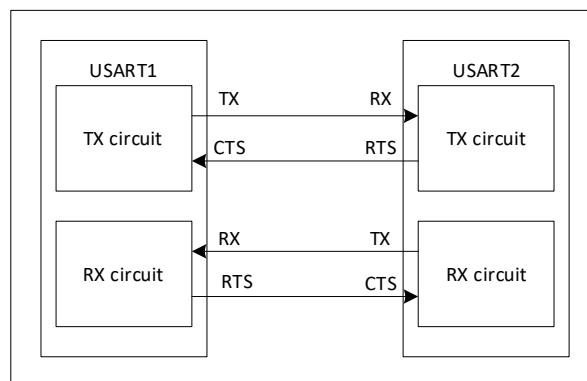 USART1 USART2
TX RX
TX circuit TX circuit
CTS RTS
RX TX
RX circuit RX circuit
RTS CTS